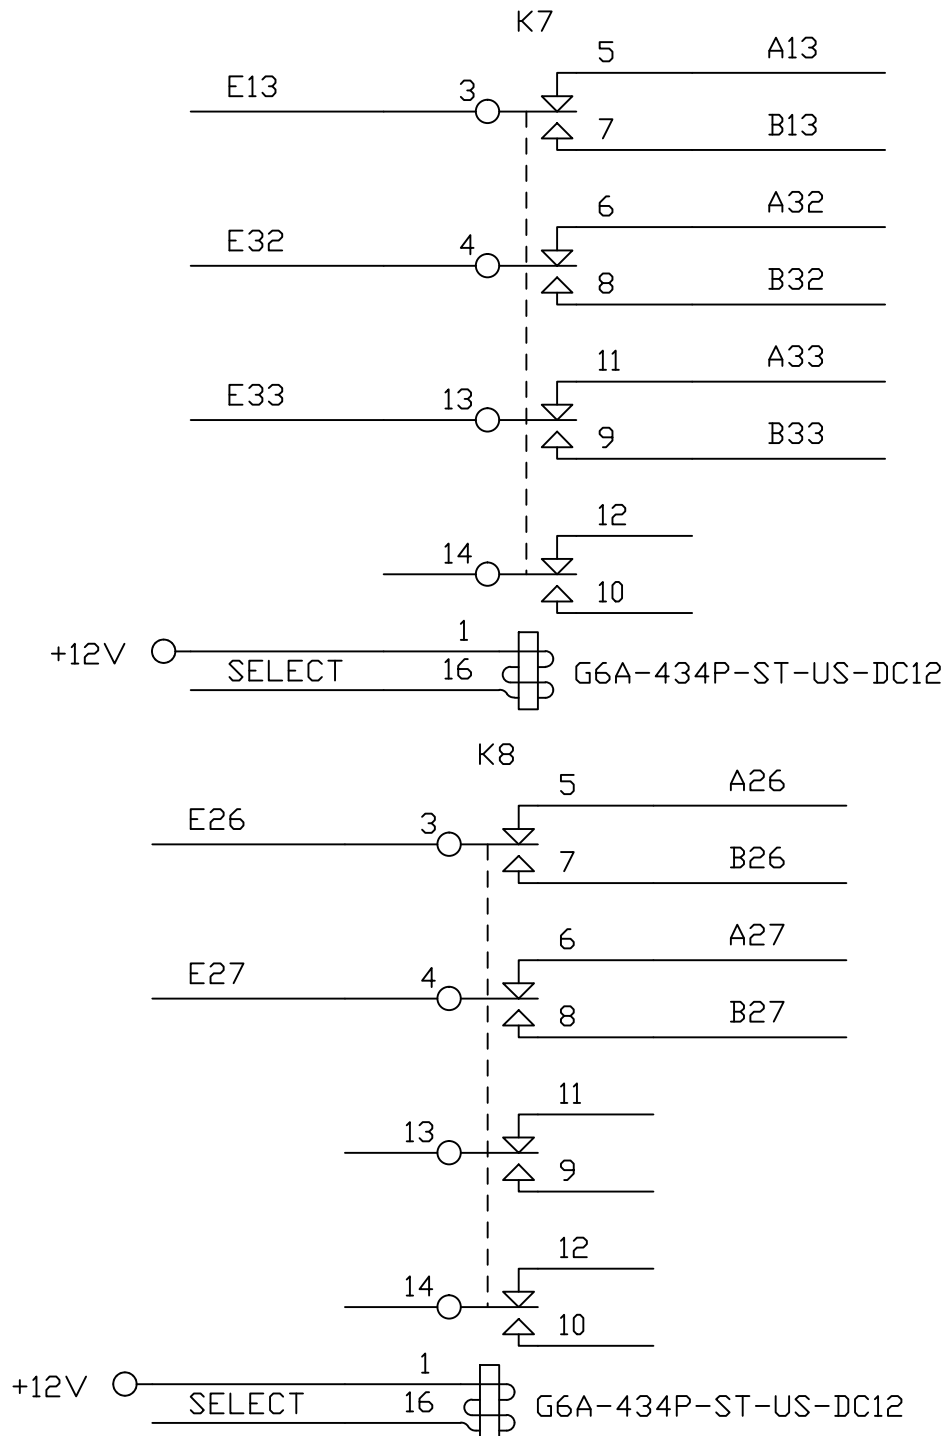 K7
5 A13
E13 3
7 B13
6 A32
E32 4
8 B32
11 A33
E33 13
9 B33
12
14
10
1
+12V
SELECT 16 G6A-434P-ST-US-DC12
K8
5 A26
E26 3
7 B26
6 A27
E27 4
8 B27
11
13
9
12
14
10
1
+12V
SELECT 16 G6A-434P-ST-US-DC12